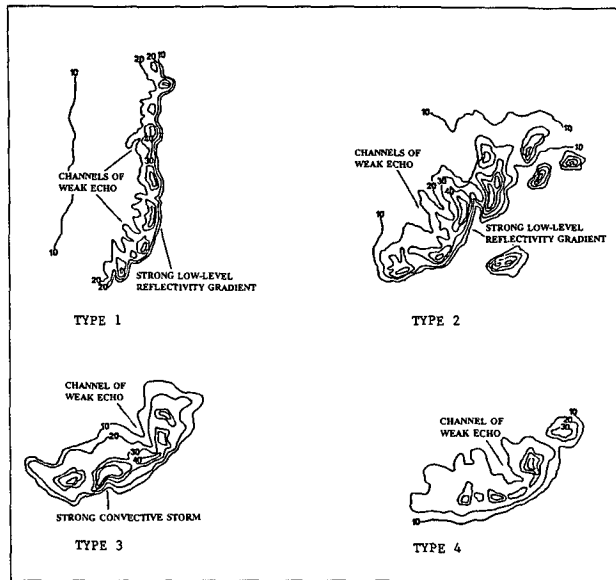 20
20 10
10
40
30
CHANNELS OF
WEAK ECHO
10
STRONG LOW-LEVEL
REFLECTIVITY GRADIENT
20
20
TYPE 1
10
10
10
CHANNELS OF
WEAK ECHO
20
30
40
10
STRONG LOW-LEVEL
REFLECTIVITY GRADIENT
TYPE 2
CHANNEL OF
WEAK ECHO
10
20
30
40
STRONG CONVECTIVE STORM
TYPE 3
10
20
30
CHANNEL OF
WEAK ECHO
10
TYPE 4